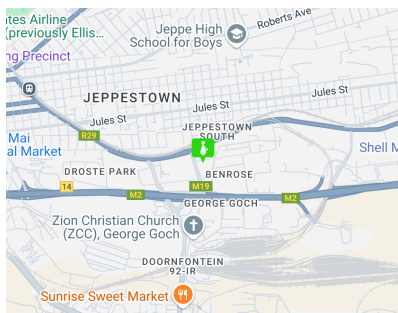 ates Airline
(previously Ellis...
Jeppe High
School for Boys
Roberts Ave
ng Precinct
JEPPESTOWN
Jules St
Jules St
JEPPESTOWN
SOUTH
R29
Mai
al Market
Shell M
DROSTE PARK
BENROSE
14
M2
M19
M2
GEORGE GOCH
Zion Christian Church
(ZCC), George Goch
DOORNFONTEIN
92-IR
Sunrise Sweet Market